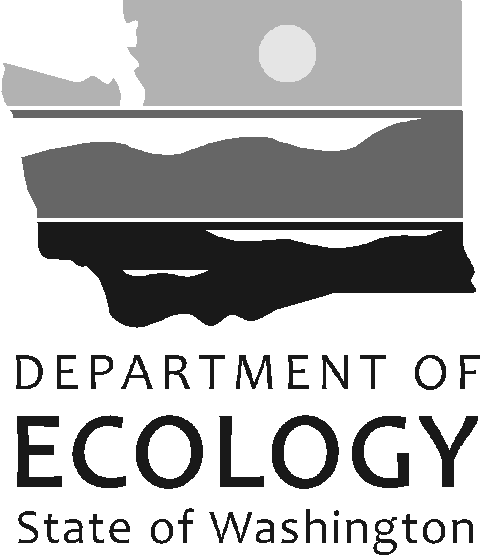 DEPARTMENT OF
ECOLOGY
State of Washington